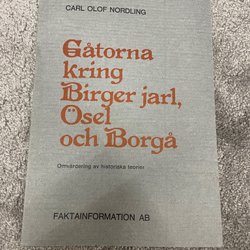 CARL OLOF NORDLING
Gåtorna
kring
Birger jarl,
Ösel
och Borgå
Omvärdering av historiska teorier
FAKTAINFORMATION AB